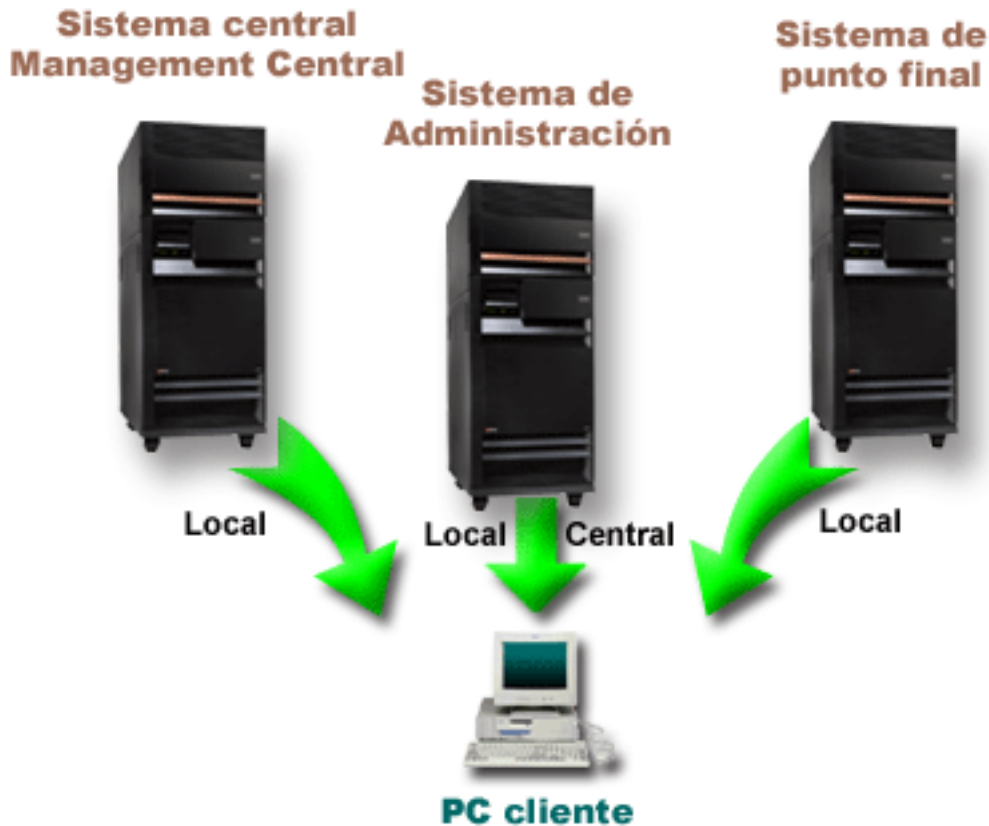 Sistema central
Management Central
Sistema de
Administración
Sistema de
punto final
Local
Local
Central
Local
PC cliente